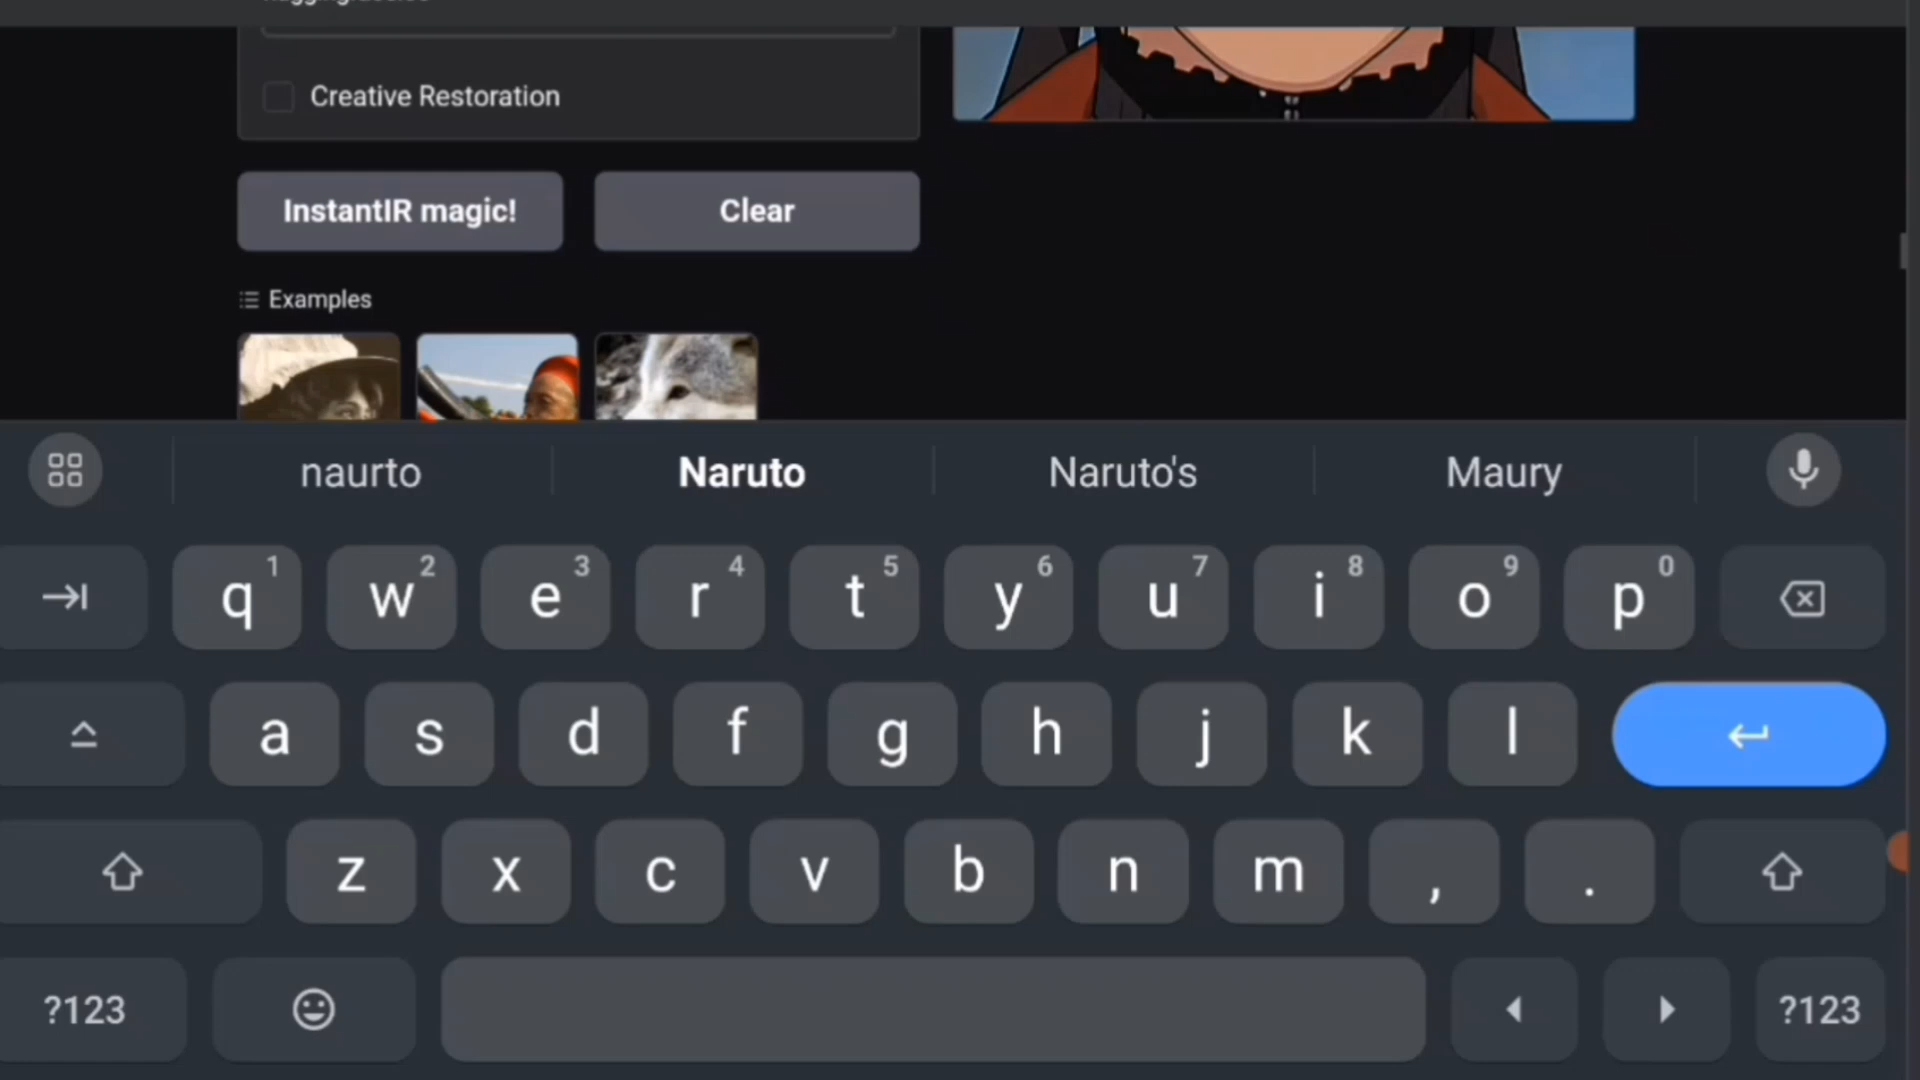 Creative Restoration
InstantIR magic!
Clear
Examples
naurto
Naruto
Naruto's
Maury
q 1 w 2 e 3 r 4 t 5 y 6 u 7 i 8 o 9 p 0
a s d f g h j k l
z x c v b n m , .
?123 ?123